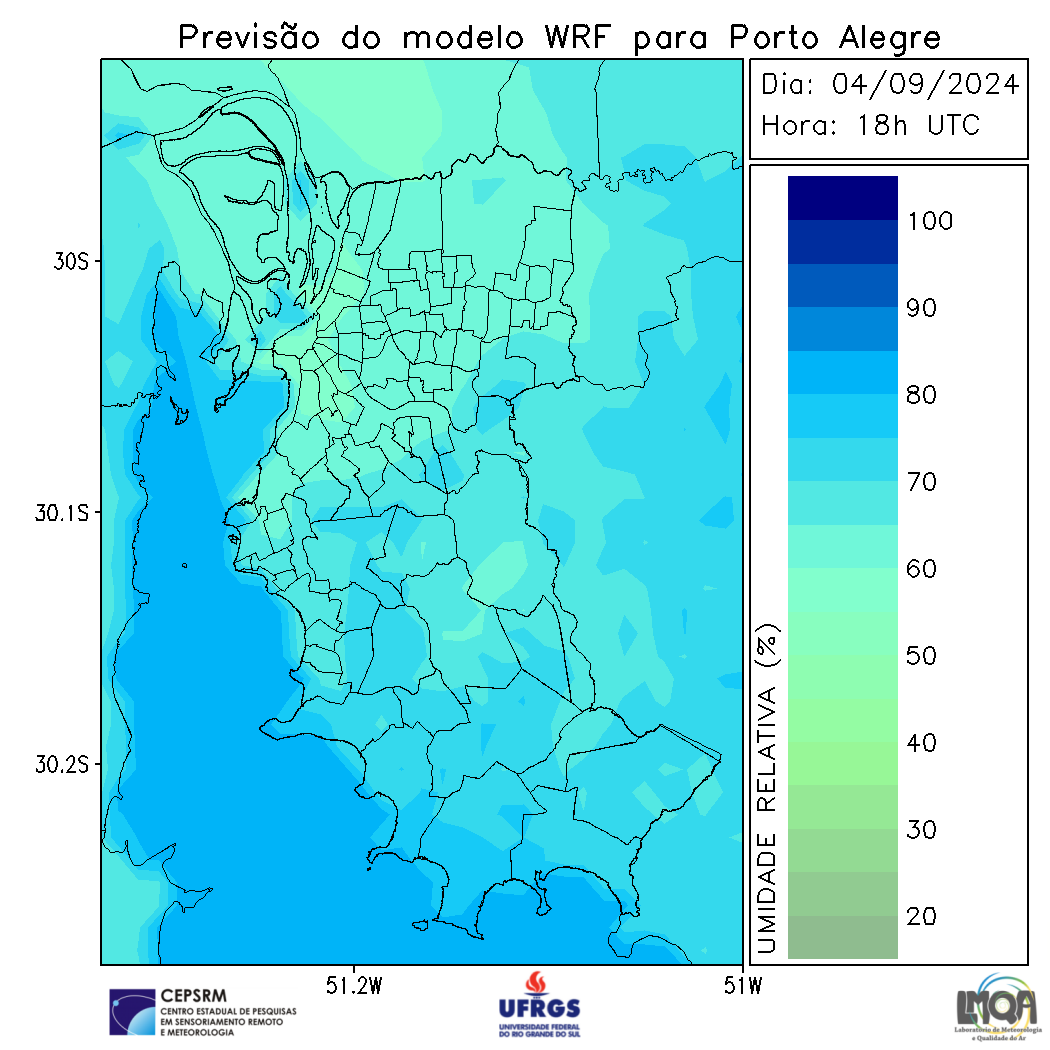 Previsão do modelo WRF para Porto Alegre
Dia: 04/09/2024
Hora: 18h UTC
100
90
80
70
60
50
40
30
20
UMIDADE RELATIVA (%)
30S
30.1S
30.2S
51.2W
51W
CEPSRM
CENTRO ESTADUAL DE PESQUISAS
EM SENSORIAMENTO REMOTO
E METEOROLOGIA
UFRGS
UNIVERSIDADE FEDERAL
DO RIO GRANDE DO SUL
LMQA
Laboratório de Meteorologia
e Qualidade do Ar